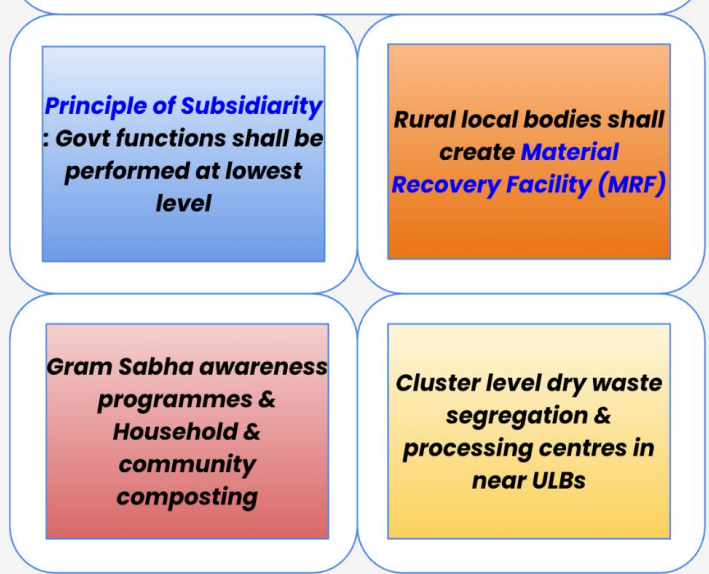 Principle of Subsidiarity
: Govt functions shall be
performed at lowest
level
Rural local bodies shall
create Material
Recovery Facility (MRF)
Gram Sabha awareness
programmes &
Household &
community
composting
Cluster level dry waste
segregation &
processing centres in
near ULBs